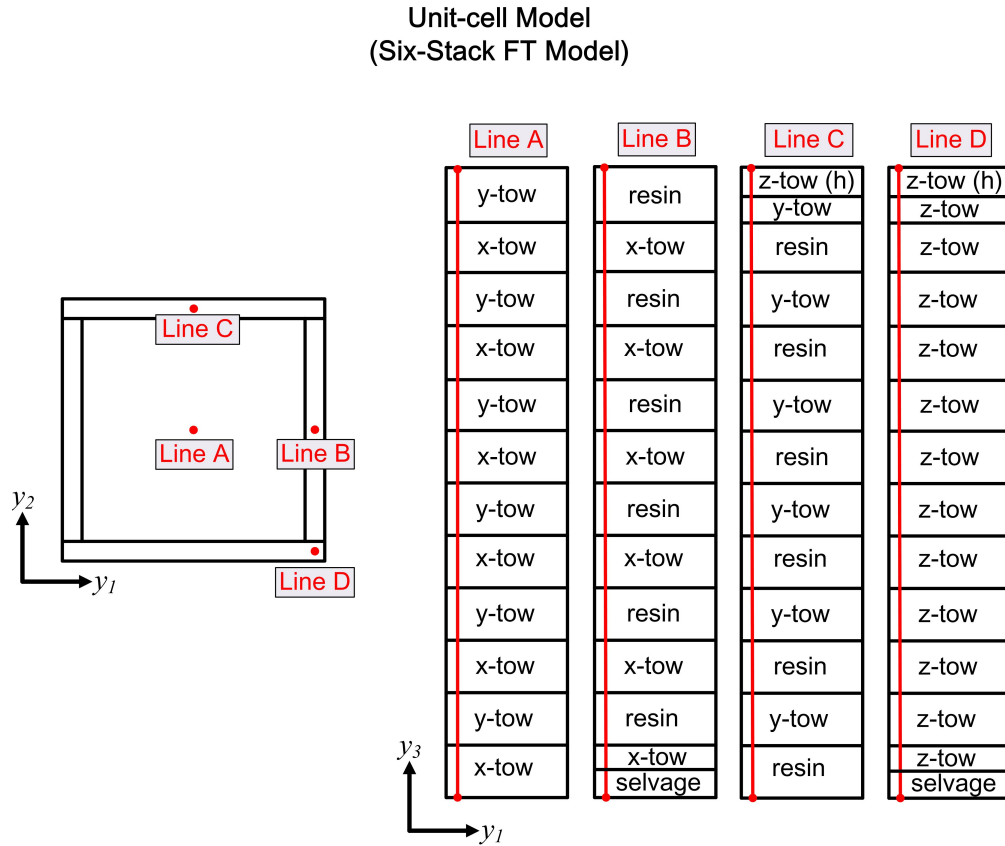 Unit-cell Model
(Six-Stack FT Model)
Line A
Line B
Line C
Line D
y-tow
x-tow
y-tow
x-tow
y-tow
x-tow
y-tow
x-tow
y-tow
x-tow
y-tow
x-tow
resin
x-tow
resin
x-tow
resin
x-tow
resin
x-tow
resin
x-tow
resin
x-tow
selvage
z-tow (h)
y-tow
resin
y-tow
resin
y-tow
resin
y-tow
resin
y-tow
resin
y-tow
resin
z-tow (h)
z-tow
z-tow
z-tow
z-tow
z-tow
z-tow
z-tow
z-tow
z-tow
z-tow
z-tow
z-tow
selvage
Line C
Line A
Line B
Line D
y2
y1
y3
y1